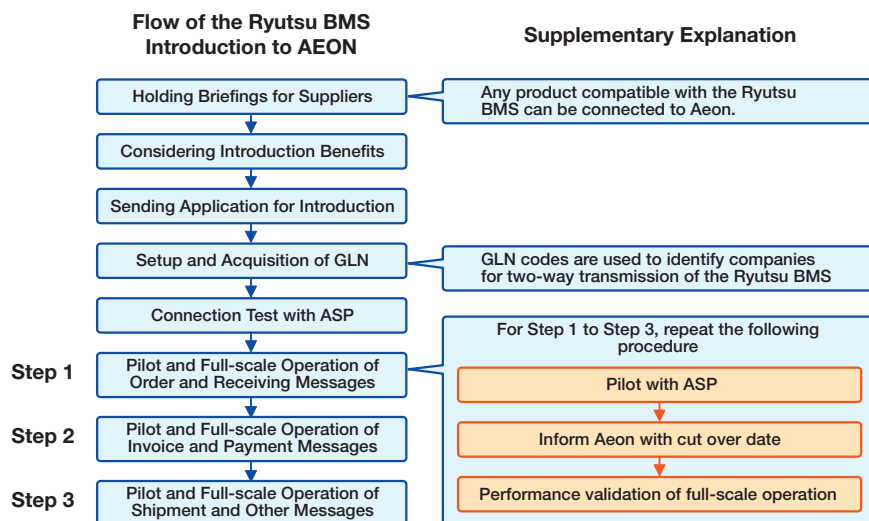 Flow of the Ryutsu BMS
Introduction to AEON
Supplementary Explanation
Holding Briefings for Suppliers
Any product compatible with the Ryutsu
BMS can be connected to Aeon.
Considering Introduction Benefits
Sending Application for Introduction
Setup and Acquisition of GLN
GLN codes are used to identify companies
for two-way transmission of the Ryutsu BMS
Connection Test with ASP
For Step 1 to Step 3, repeat the following
procedure
Step 1
Pilot and Full-scale Operation of
Order and Receiving Messages
Pilot with ASP
Step 2
Pilot and Full-scale Operation of
Invoice and Payment Messages
Inform Aeon with cut over date
Step 3
Pilot and Full-scale Operation of
Shipment and Other Messages
Performance validation of full-scale operation